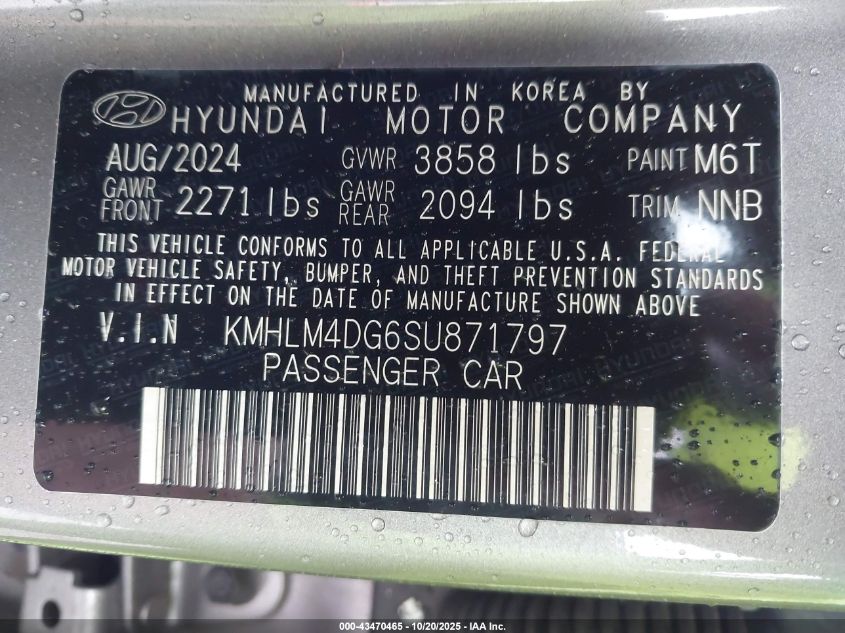 MANUFACTURED IN KOREA BY
HYUNDAI MOTOR COMPANY
AUG/2024 GVWR 3858 lbs PAINT M6T
GAWR FRONT 2271 lbs GAWR REAR 2094 lbs TRIM NNB
THIS VEHICLE CONFORMS TO ALL APPLICABLE U.S.A. FEDERAL
MOTOR VEHICLE SAFETY, BUMPER, AND THEFT PREVENTION STANDARDS
IN EFFECT ON THE DATE OF MANUFACTURE SHOWN ABOVE
V.I.N KMHLM4DG6SU871797
PASSENGER CAR
000-43470465 - 10/20/2025 - IAA Inc.